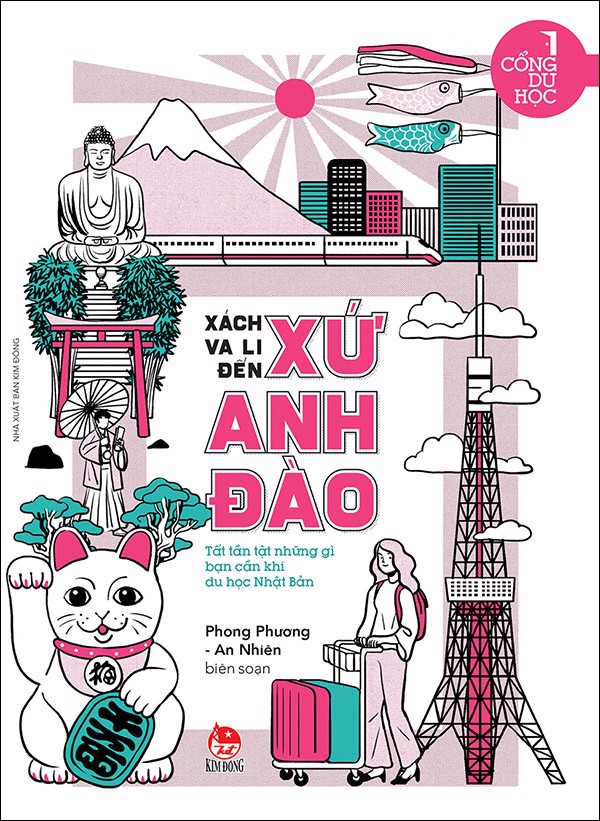 1
CỔNG
DU
HỌC
NHÀ XUẤT BẢN KIM ĐỒNG
XÁCH
VA LI
ĐẾN
XỨ
ANH
ĐÀO
Tất tần tật những gì
bạn cần khi
du học Nhật Bản
Phong Phương
- An Nhiên
biên soạn
KIM ĐỒNG